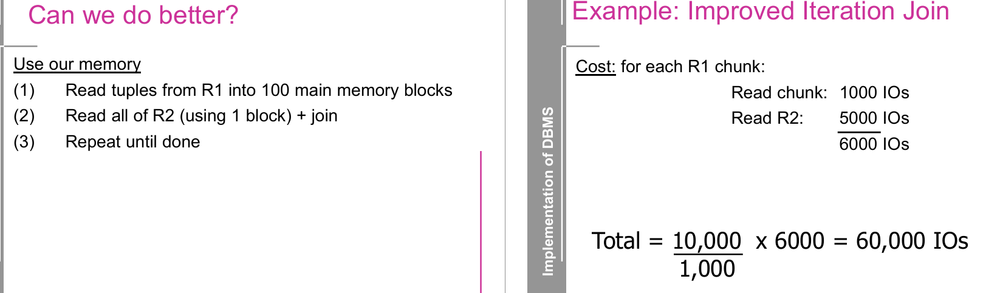 Can we do better?
Use our memory
(1) Read tuples from R1 into 100 main memory blocks
(2) Read all of R2 (using 1 block) + join
(3) Repeat until done
Implementation of DBMS
Example: Improved Iteration Join
Cost: for each R1 chunk:
Read chunk: 1000 IOs
Read R2: 5000 IOs
6000 IOs
Total = 10,000 x 6000 = 60,000 IOs
1,000